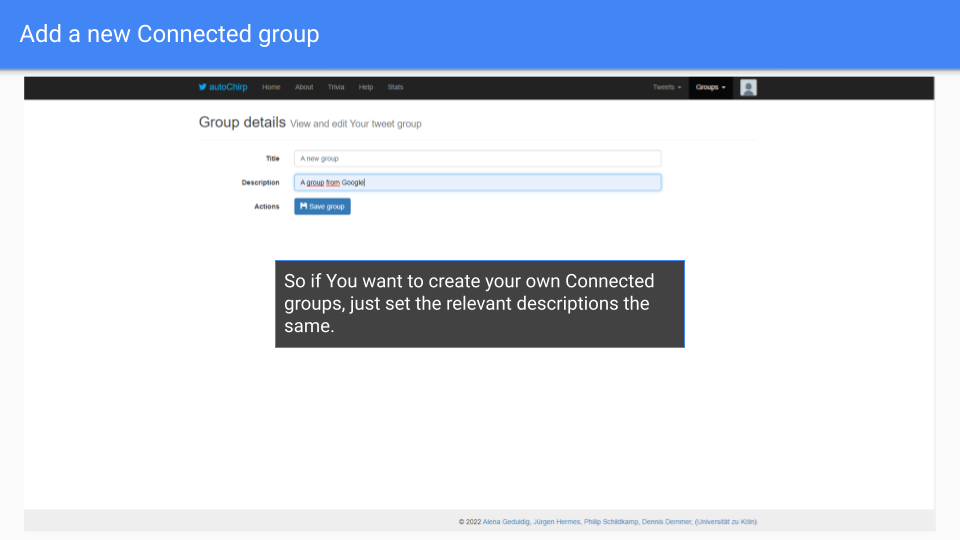 Add a new Connected group
autoChirp Home About Trivia Help Stats Tweets Groups
Group details View and edit Your tweet group
Title A new group
Description A group from Google
Actions Save group
So if You want to create your own Connected
groups, just set the relevant descriptions the
same.
© 2022 Alena Geduldig, Jürgen Hermes, Philip Schildkamp, Dennis Demmer, (Universität zu Köln)